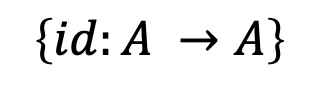 {id: A → A}